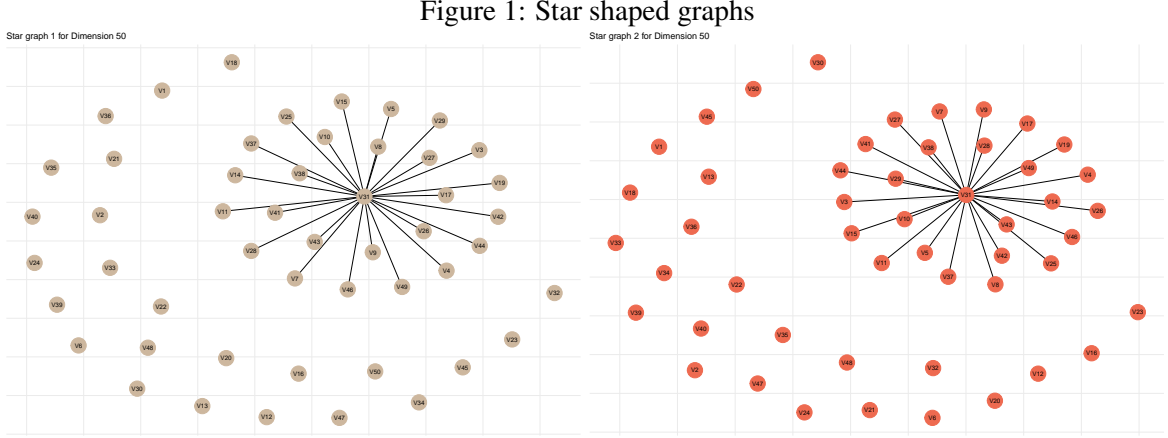 Figure 1: Star shaped graphs
Star graph 1 for Dimension 50
V18
V1
V15
V5
V36
V25
V29
V10
V37
V8
V3
V21
V27
V35
V38
V14
V19
V31
V17
V11
V41
V40
V2
V42
V26
V43
V44
V28
V9
V24
V33
V4
V7
V46
V49
V32
V39
V22
V23
V6
V48
V20
V16
V50
V45
V30
V13
V34
V12
V47
Star graph 2 for Dimension 50
V30
V50
V45
V7
V9
V27
V17
V1
V41
V38
V28
V19
V44
V49
V13
V29
V4
V18
V31
V3
V14
V26
V10
V36
V43
V15
V46
V33
V5
V42
V11
V25
V34
V37
V22
V8
V39
V23
V40
V35
V16
V48
V32
V2
V12
V47
V20
V24
V21
V6